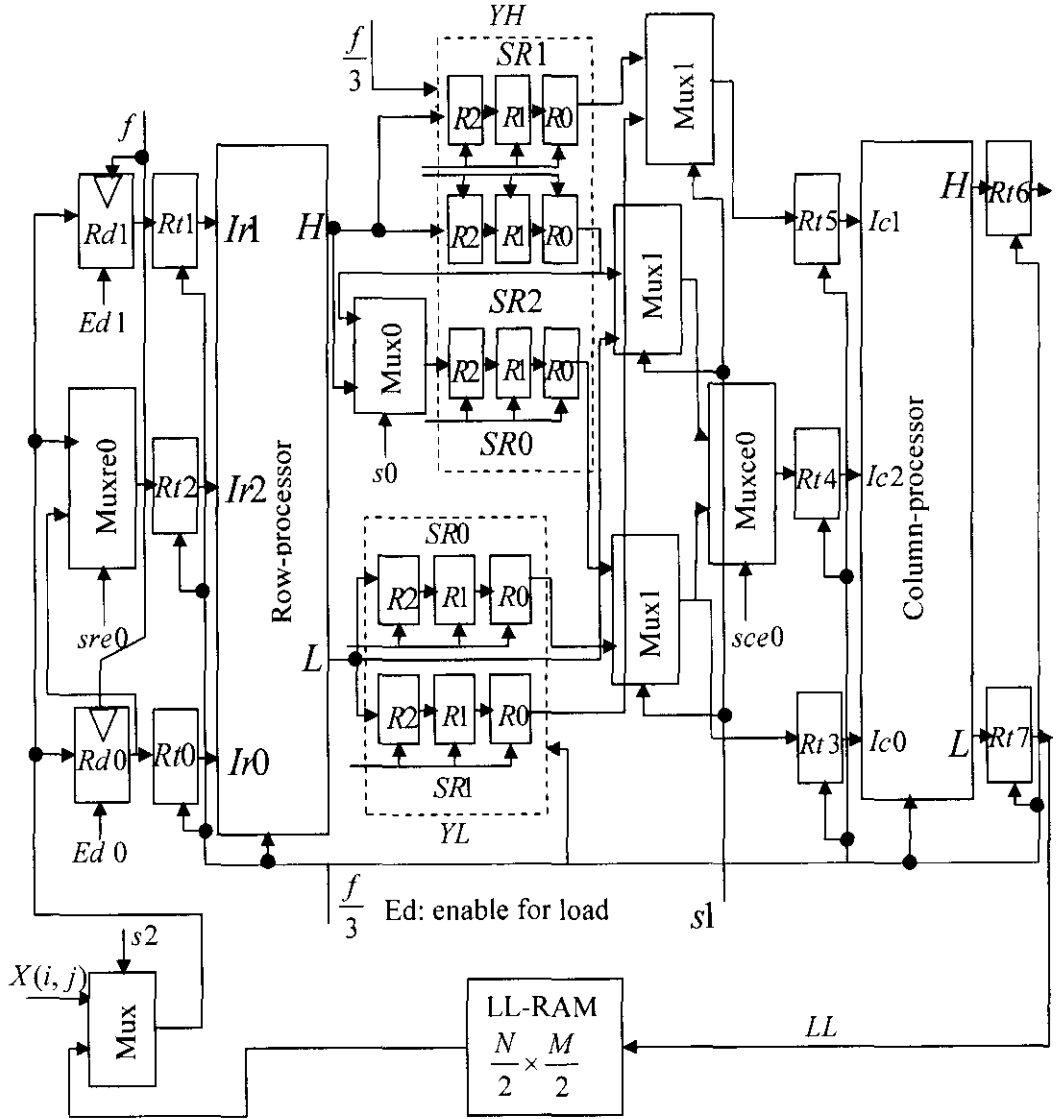 YH
f/3
SR1
R2 R1 R0
Mux1
f
Rd1
Rt1
Ir1
H
R2 R1 R0
Mux1
Rt5
Ic1
H
Rt6
Ed1
SR2
Mux0
R2 R1 R0
SR0
s0
Muxre0
Rt2
Ir2
Row-processor
Muxce0
Rt4
Ic2
Column-processor
sre0
SR0
R2 R1 R0
L
Mux1
sce0
R2 R1 R0
SR1
YL
Rd0
Rt0
Ir0
Rt3
Ic0
L
Rt7
Ed 0
f/3
Ed: enable for load
s1
s2
X(i, j)
Mux
LL-RAM
N/2 × M/2
LL